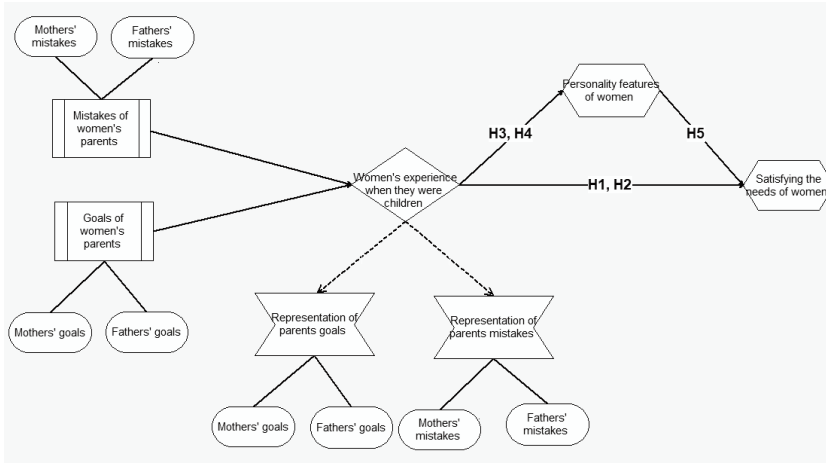 Mothers'
mistakes
Fathers'
mistakes
Mistakes of
women's
parents
Goals of
women's
parents
Mothers' goals
Fathers' goals
Women's experience
when they were
children
H3, H4
Personality features
of women
H5
H1, H2
Satisfying the
needs of women
Representation of
parents goals
Representation of
parents mistakes
Mothers' goals
Fathers' goals
Mothers'
mistakes
Fathers'
mistakes